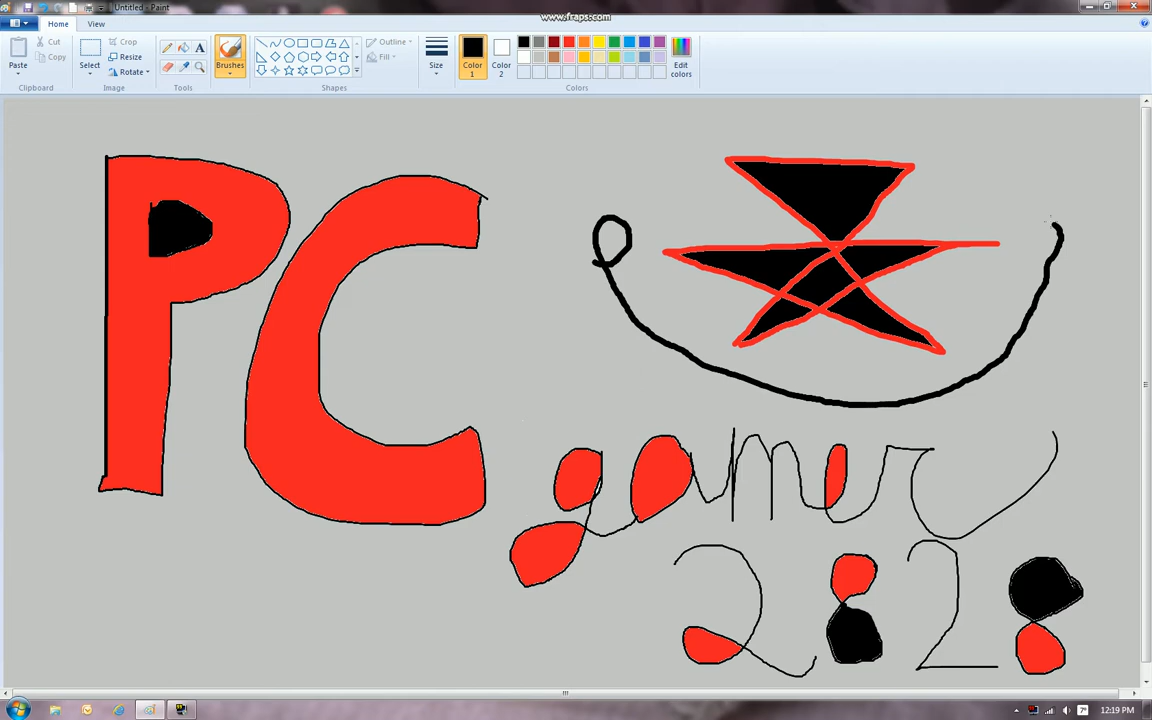 Untitled - Paint
www.fraps.com
Home View
Paste
Cut
Copy
Clipboard
Select
Crop
Resize
Rotate
Image
A
Tools
Brushes
Outline
Fill
Shapes
Size
Color 1
Color 2
Edit colors
Colors
PC
gamer
2828
7°
12:19 PM